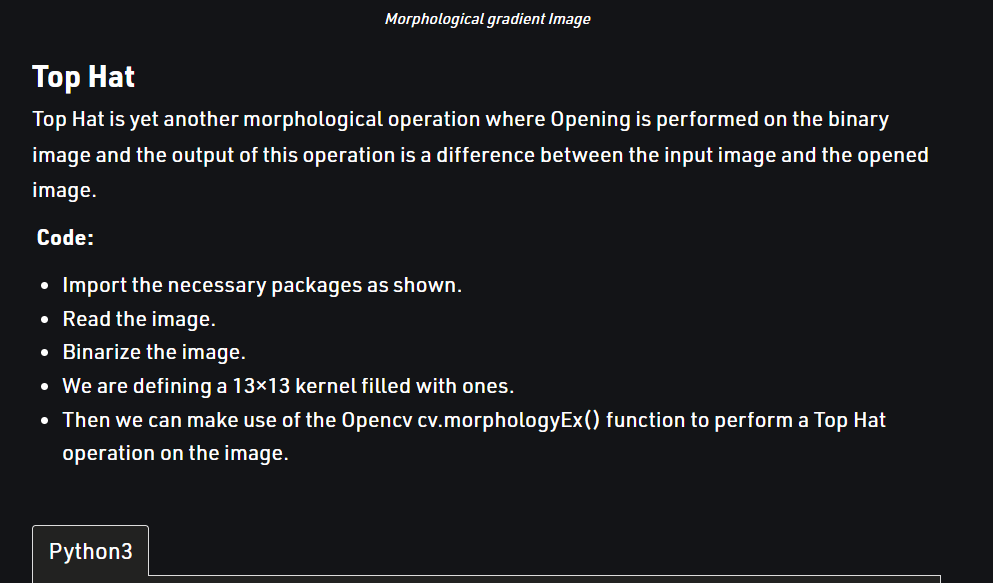 Morphological gradient Image
Top Hat
Top Hat is yet another morphological operation where Opening is performed on the binary
image and the output of this operation is a difference between the input image and the opened
image.
Code:
• Import the necessary packages as shown.
• Read the image.
• Binarize the image.
• We are defining a 13×13 kernel filled with ones.
• Then we can make use of the Opencv cv.morphologyEx() function to perform a Top Hat
operation on the image.
Python3